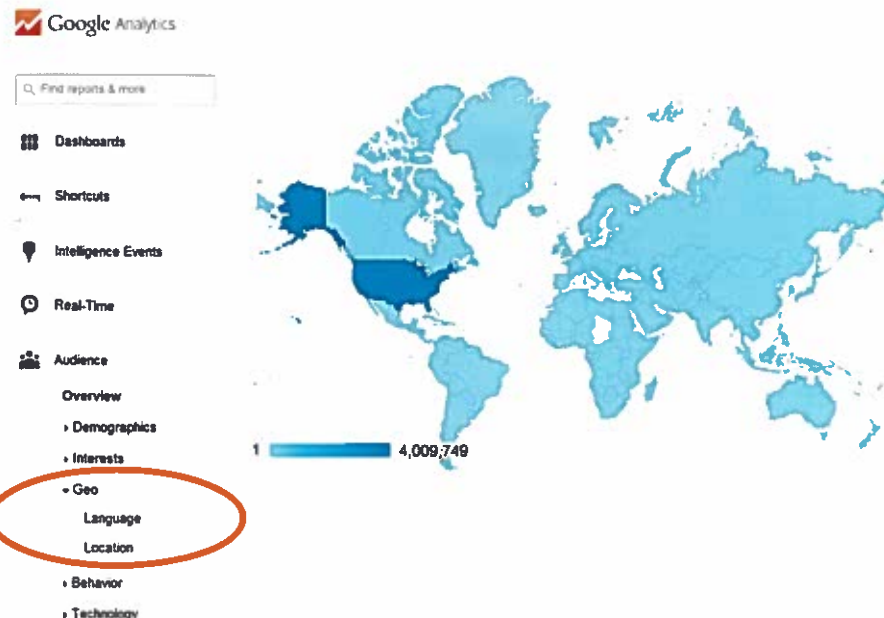 Google Analytics
Find reports & more
Dashboards
Shortcuts
Intelligence Events
Real-Time
Audience
Overview
Demographics
Interests
Geo
Language
Location
Behavior
Technology
1 4,009,749